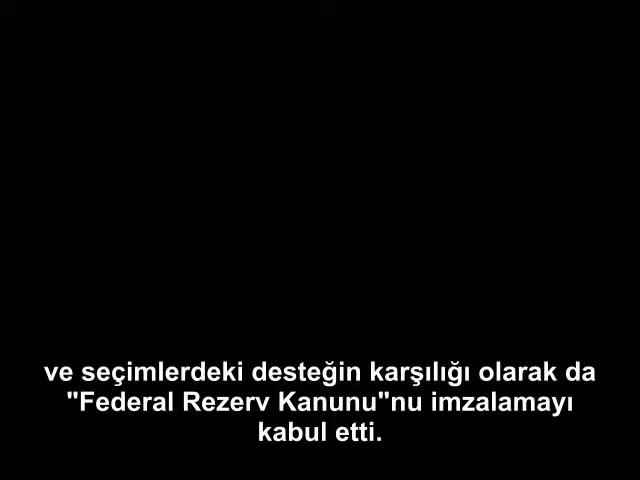 ve seçimlerdeki desteğin karşılığı olarak da
"Federal Rezerv Kanunu"nu imzalamayı
kabul etti.